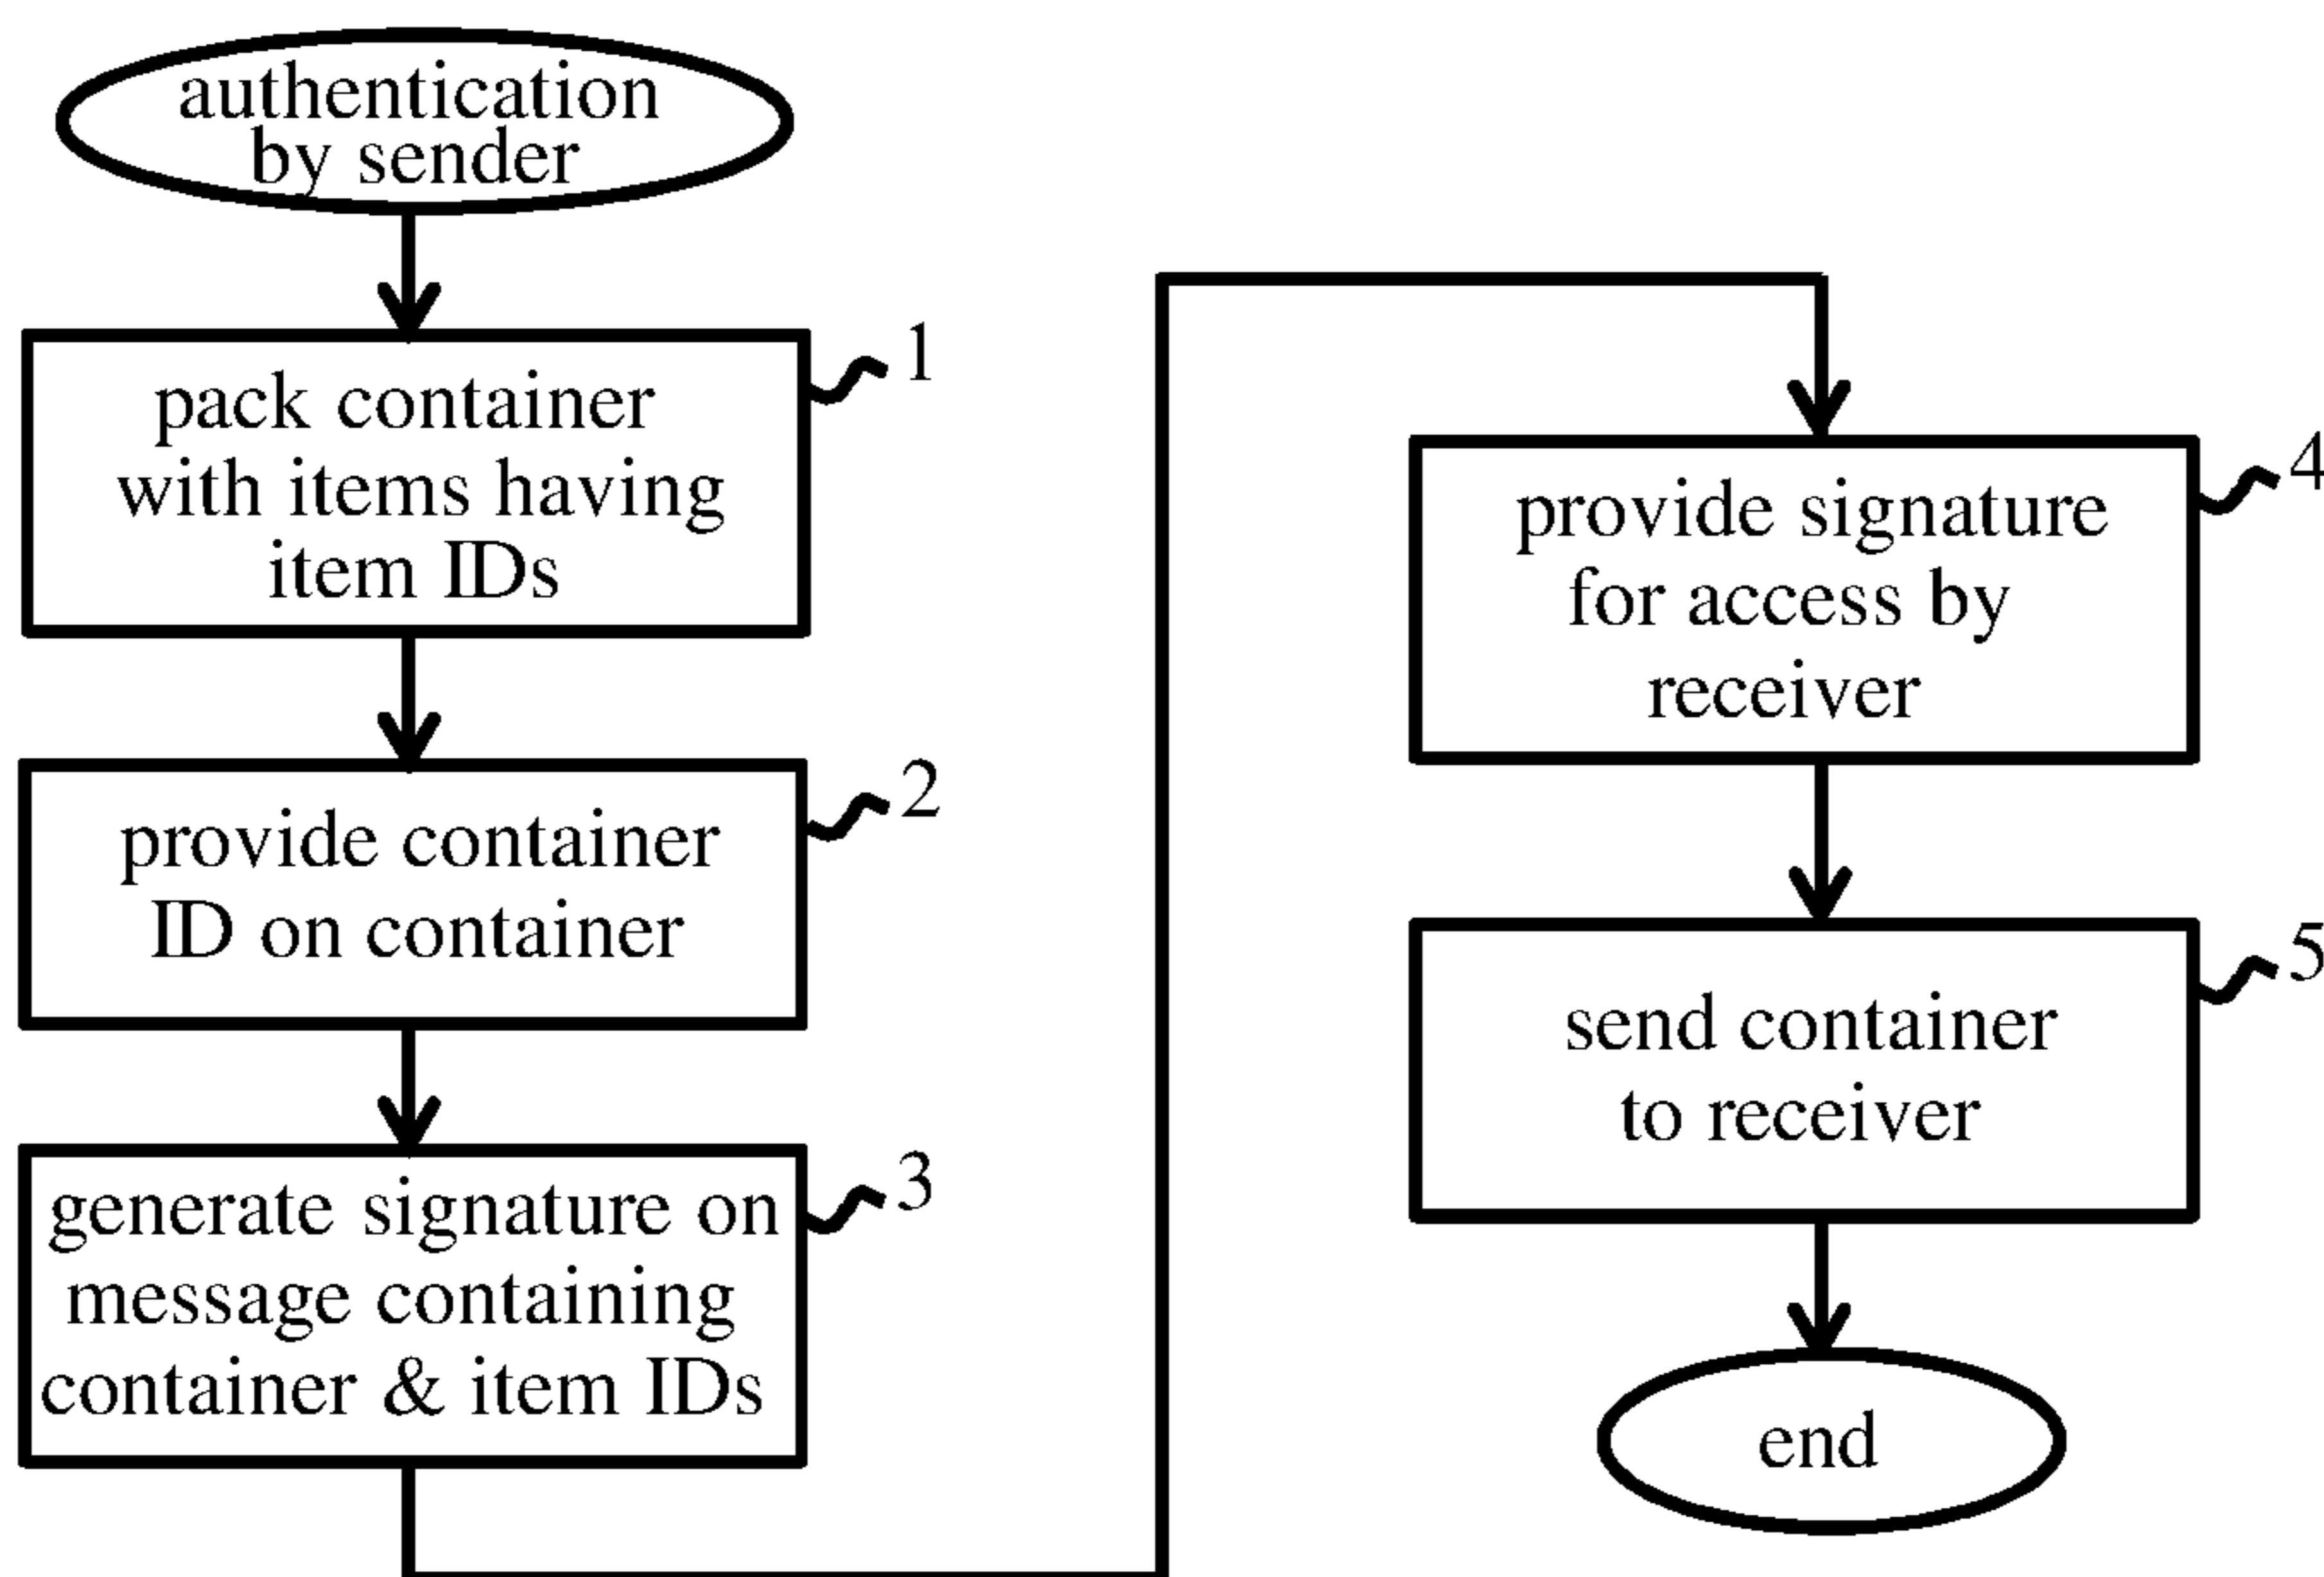 authentication
by sender
1
pack container
with items having
item IDs
2
provide container
ID on container
3
generate signature on
message containing
container & item IDs
4
provide signature
for access by
receiver
5
send container
to receiver
end